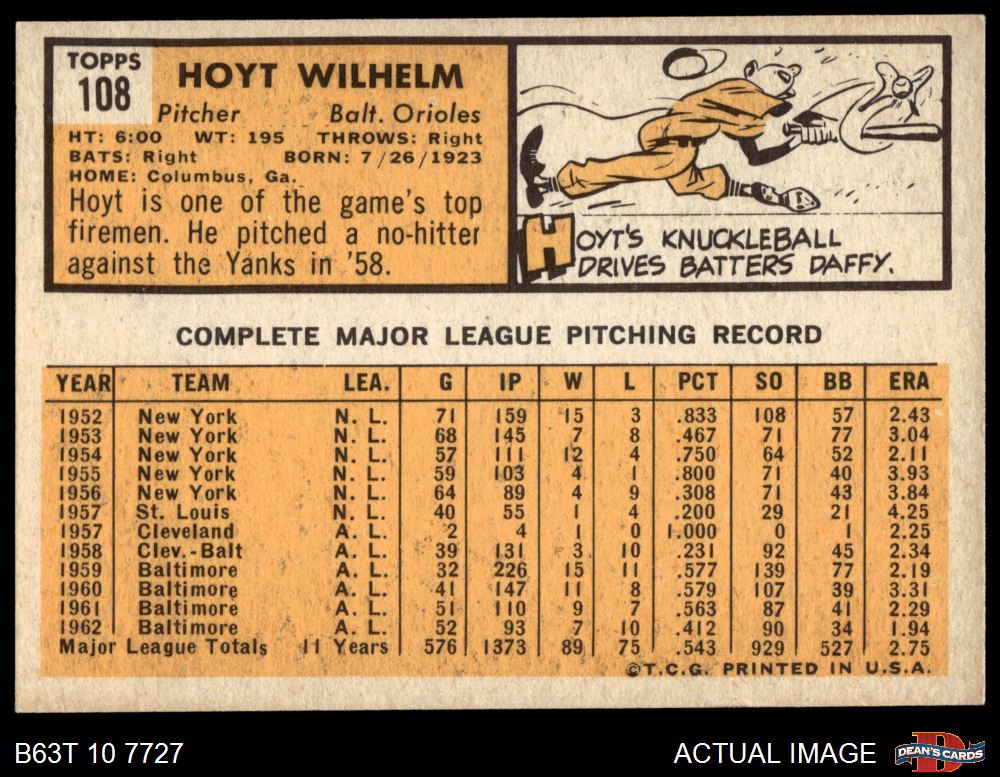 TOPPS
108
HOYT WILHELM
Pitcher Balt. Orioles
HT: 6:00 WT: 195 THROWS: Right
BATS: Right BORN: 7/26/1923
HOME: Columbus, Ga.
Hoyt is one of the game's top
firemen. He pitched a no-hitter
against the Yanks in '58.
HOYT'S KNUCKLEBALL
DRIVES BATTERS DAFFY.
COMPLETE MAJOR LEAGUE PITCHING RECORD
YEAR TEAM LEA. G IP W L PCT SO BB ERA
1952 New York N. L. 71 159 15 3 .833 108 57 2.43
1953 New York N. L. 68 145 7 8 .467 71 77 3.04
1954 New York N. L. 57 111 12 4 .750 64 52 2.11
1955 New York N. L. 59 103 4 1 .800 71 40 3.93
1956 New York N. L. 64 89 4 9 .308 71 43 3.84
1957 St. Louis N. L. 40 55 1 4 .200 29 21 4.25
1957 Cleveland A. L. 2 4 1 0 1.000 0 1 2.25
1958 Clev.-Balt A. L. 39 131 3 10 .231 92 45 2.34
1959 Baltimore A. L. 32 226 15 11 .577 139 77 2.19
1960 Baltimore A. L. 41 147 11 8 .579 107 39 3.31
1961 Baltimore A. L. 51 110 9 7 .563 87 41 2.29
1962 Baltimore A. L. 52 93 7 10 .412 90 34 1.94
Major League Totals 11 Years 576 1373 89 75 .543 929 527 2.75
©T.C.G. PRINTED IN U.S.A.
B63T 10 7727 ACTUAL IMAGE DEAN'S CARDS